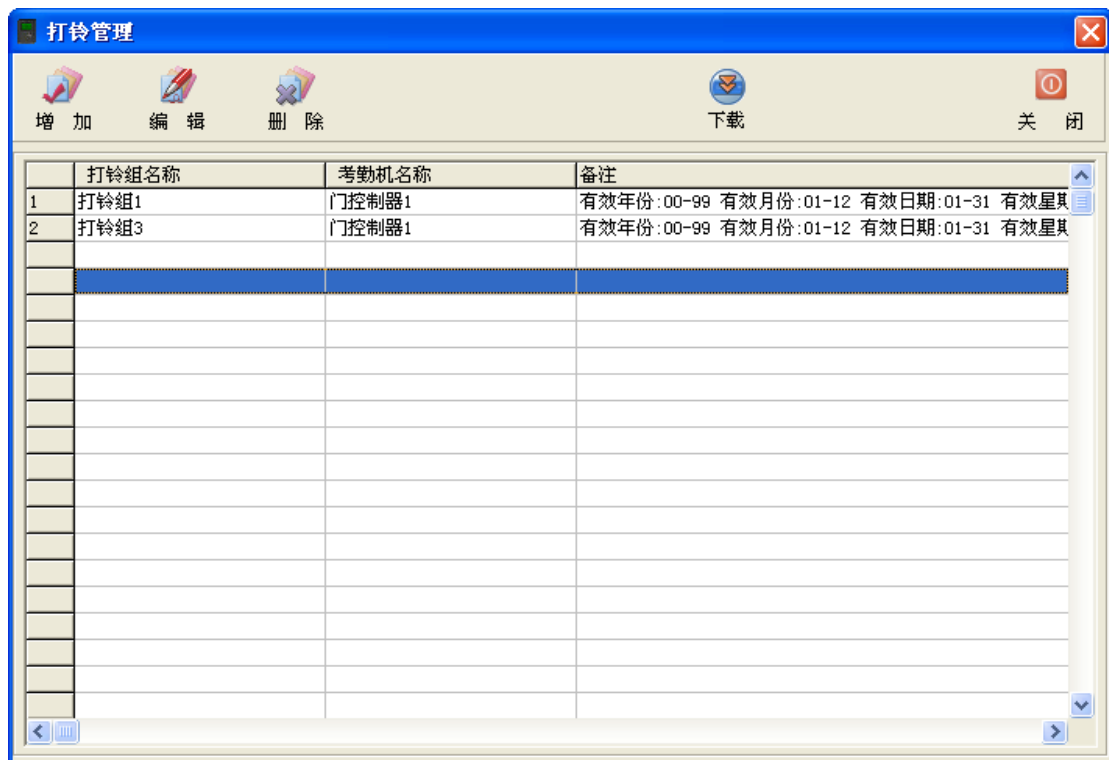 打铃管理
增 加 编 辑 删 除 下载 关 闭
打铃组名称 考勤机名称 备注
1 打铃组1 门控制器1 有效年份:00-99 有效月份:01-12 有效日期:01-31 有效星期
2 打铃组3 门控制器1 有效年份:00-99 有效月份:01-12 有效日期:01-31 有效星期